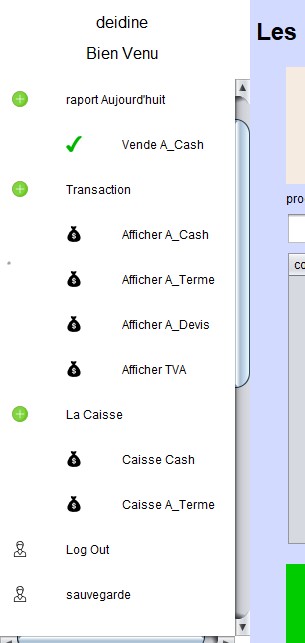 deidine
Bien Venu
Les
raport Aujourd'huit
Vende A_Cash
Transaction
pro
Afficher A_Cash
co
Afficher A_Terme
Afficher A_Devis
Afficher TVA
La Caisse
Caisse Cash
Caisse A_Terme
Log Out
sauvegarde